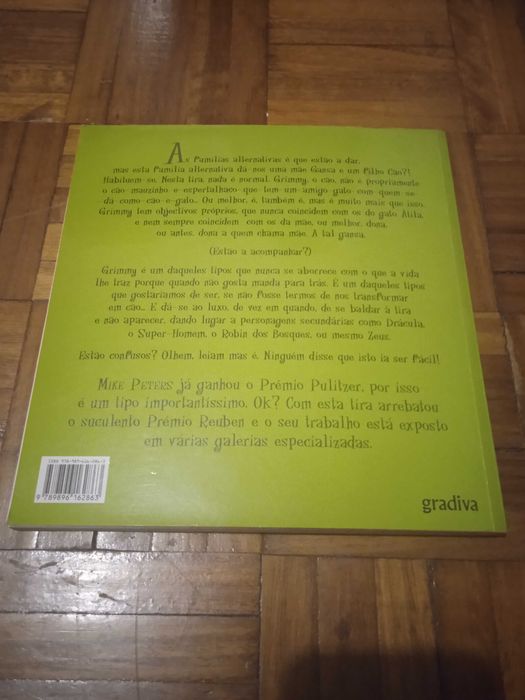 As famílias alternativas é que estão a dar,
mas esta família alternativa dá-nos uma mãe Gansa e um filho Cão?!
Habituem-se. Nesta tira, nada é normal. Grimmy, o cão, não é propriamente
o cão mauzinho e espertalhaço que tem um amigo gato com quem se
dá como cão e gato. Ou melhor, é, também é, mas é muito mais que isso.
Grimmy tem objectivos próprios, que nunca coincidem com os do gato Átila,
e nem sempre coincidem com os da mãe, ou melhor, dona,
ou antes, dona a quem chama mãe. A tal gansa.
(Estão a acompanhar?)
Grimmy é um daqueles tipos que nunca se aborrece com o que a vida
lhe traz porque quando não gosta manda para trás. É um daqueles tipos
que gostaríamos de ser, se não fosse termos de nos transformar
em cão... E dá-se ao luxo, de vez em quando, de se baldar à tira
e não aparecer, dando lugar a personagens secundárias como Drácula,
o Super-Homem, o Robin dos Bosques, ou mesmo Zeus.
Estão confusos? Olhem, leiam mas é. Ninguém disse que isto ia ser fácil!
Mike Peters já ganhou o Prémio Pulitzer, por isso
é um tipo importantíssimo. Ok? Com esta tira arrebatou
o suculento Prémio Reuben e o seu trabalho está exposto
em várias galerias especializadas.
ISBN 978-989-616-286-3
9 789896 162863
gradiva